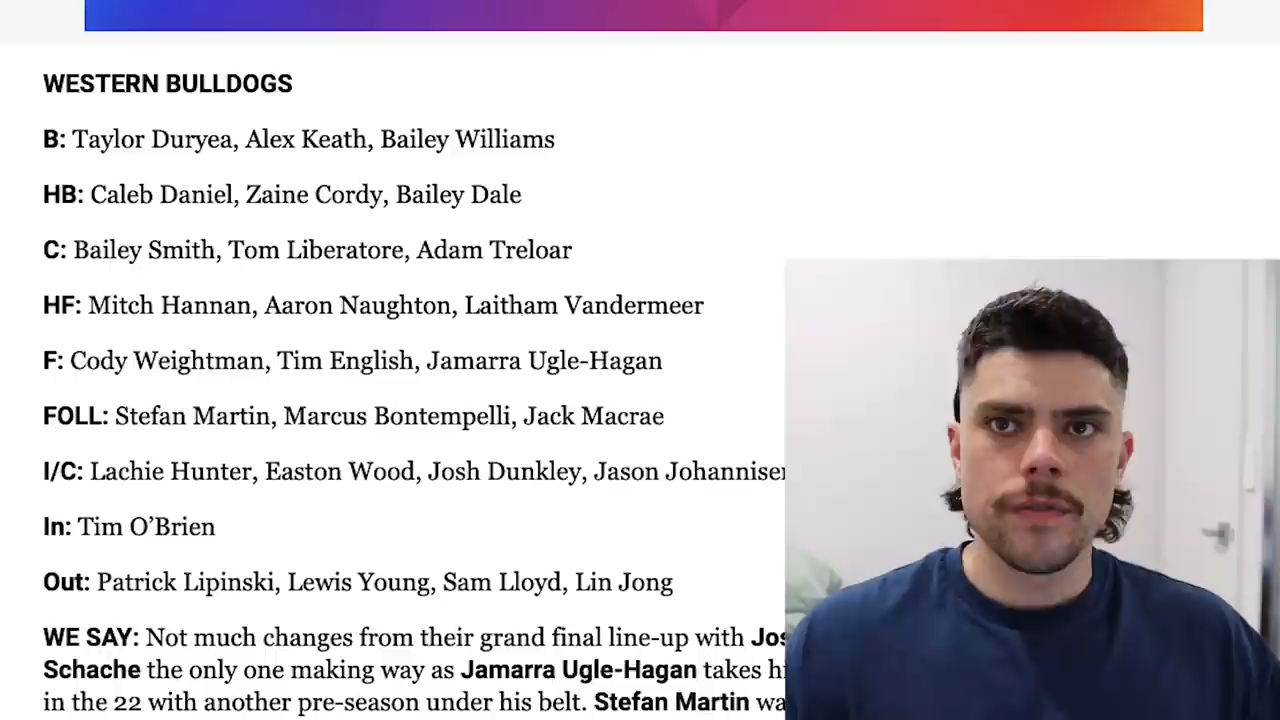 WESTERN BULLDOGS
B: Taylor Duryea, Alex Keath, Bailey Williams
HB: Caleb Daniel, Zaine Cordy, Bailey Dale
C: Bailey Smith, Tom Liberatore, Adam Treloar
HF: Mitch Hannan, Aaron Naughton, Laitham Vandermeer
F: Cody Weightman, Tim English, Jamarra Ugle-Hagan
FOLL: Stefan Martin, Marcus Bontempelli, Jack Macrae
I/C: Lachie Hunter, Easton Wood, Josh Dunkley, Jason
In: Tim O’Brien
Out: Patrick Lipinski, Lewis Young, Sam Lloyd, Lin Jong
WE SAY: Not much changes from their grand final line-up with
Schache the only one making way as Jamarra Ugle-Hagan takes
in the 22 with another pre-season under his belt. Stefan Martin